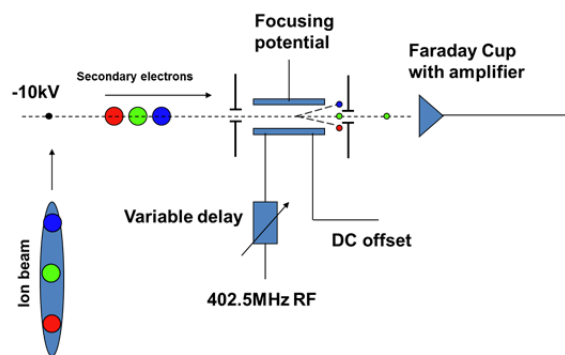 Focusing
potential
Faraday Cup
with amplifier
Secondary electrons
-10kV
Ion beam
Variable delay
DC offset
402.5MHz RF